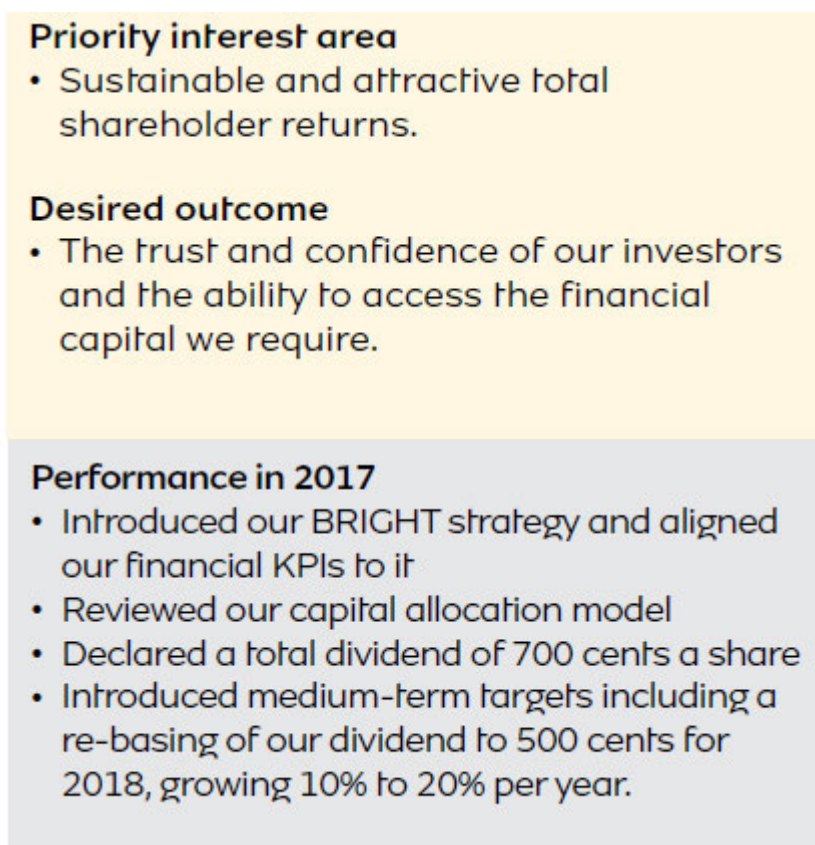 Priority interest area
• Sustainable and attractive total
shareholder returns.
Desired outcome
• The trust and confidence of our investors
and the ability to access the financial
capital we require.
Performance in 2017
• Introduced our BRIGHT strategy and aligned
our financial KPIs to it
• Reviewed our capital allocation model
• Declared a total dividend of 700 cents a share
• Introduced medium-term targets including a
re-basing of our dividend to 500 cents for
2018, growing 10% to 20% per year.